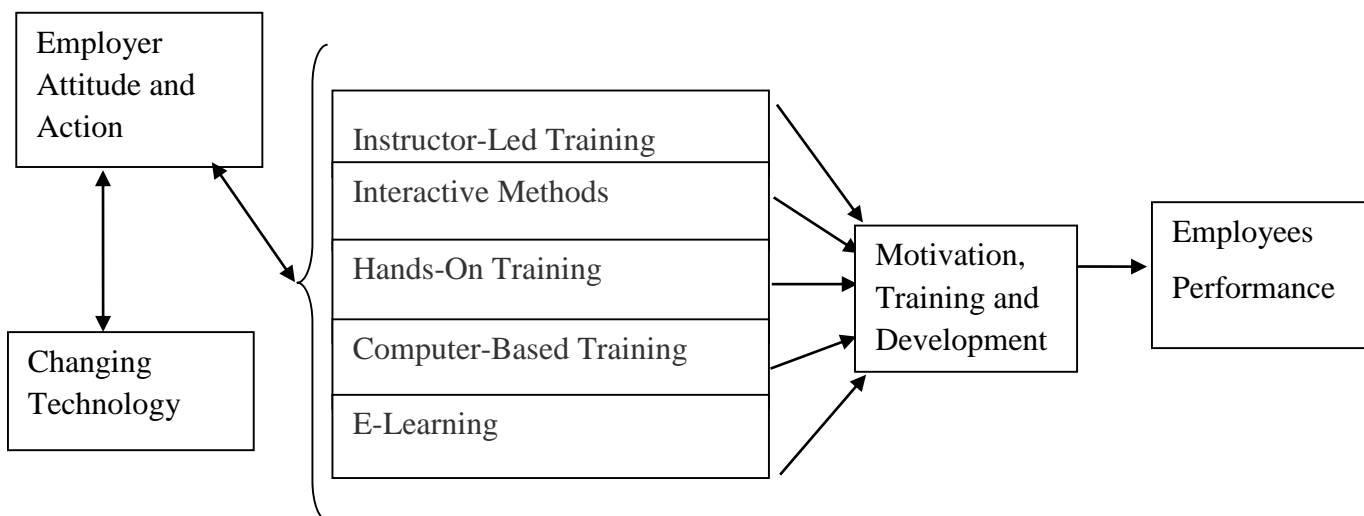 Employer
Attitude and
Action
Changing
Technology
Instructor-Led Training
Interactive Methods
Hands-On Training
Computer-Based Training
E-Learning
Motivation,
Training and
Development
Employees
Performance